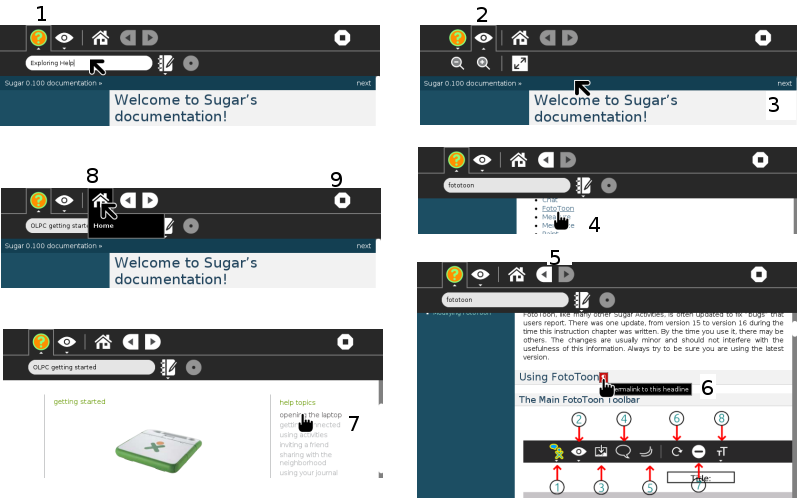 1
Exploring Help
Sugar 0.100 documentation »
next
Welcome to Sugar's
documentation!
2
Sugar 0.100 documentation »
next
Welcome to Sugar's
documentation!
3
fototoon
Chat
FotoToon
4
8
9
OLPC getting start
Home
Sugar 0.100 documentation »
next
Welcome to Sugar's
documentation!
5
fototoon
Modifying FotoToon
FotoToon, like many other Sugar Activities, is often updated to fix "bugs" that
users report. There was one update, from version 15 to version 16 during the
time this instruction chapter was written. By the time you use it, there may be
others. The changes are usually minor and should not interfere with the
usefulness of this information. Always try to be sure you are using the latest
version.
Using FotoToon
ermalink to this headline
6
The Main FotoToon Toolbar
2 4 6 8
1 3 5 7
Title:
OLPC getting started
getting started
help topics
opening the laptop
using activities
inviting a friend
sharing with the
neighborhood
using your journal
7